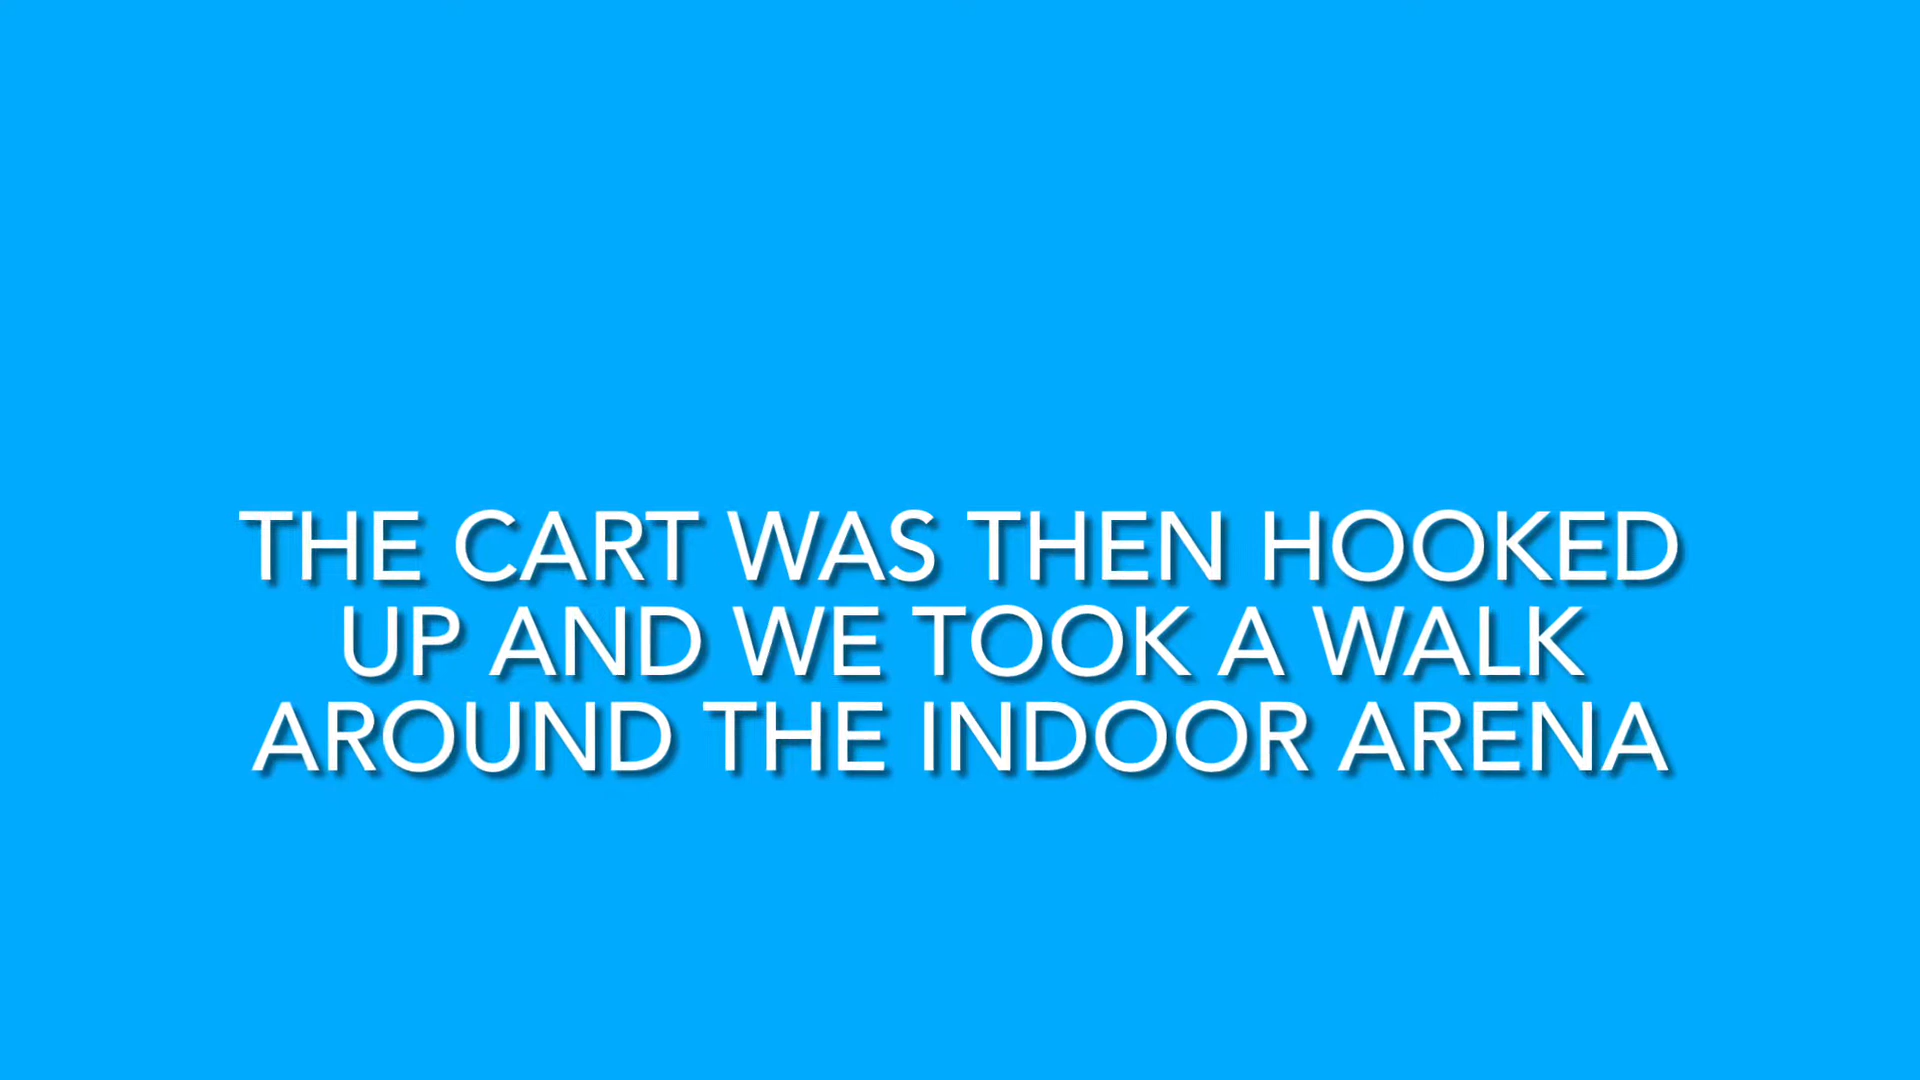 THE CART WAS THEN HOOKED
UP AND WE TOOK A WALK
AROUND THE INDOOR ARENA